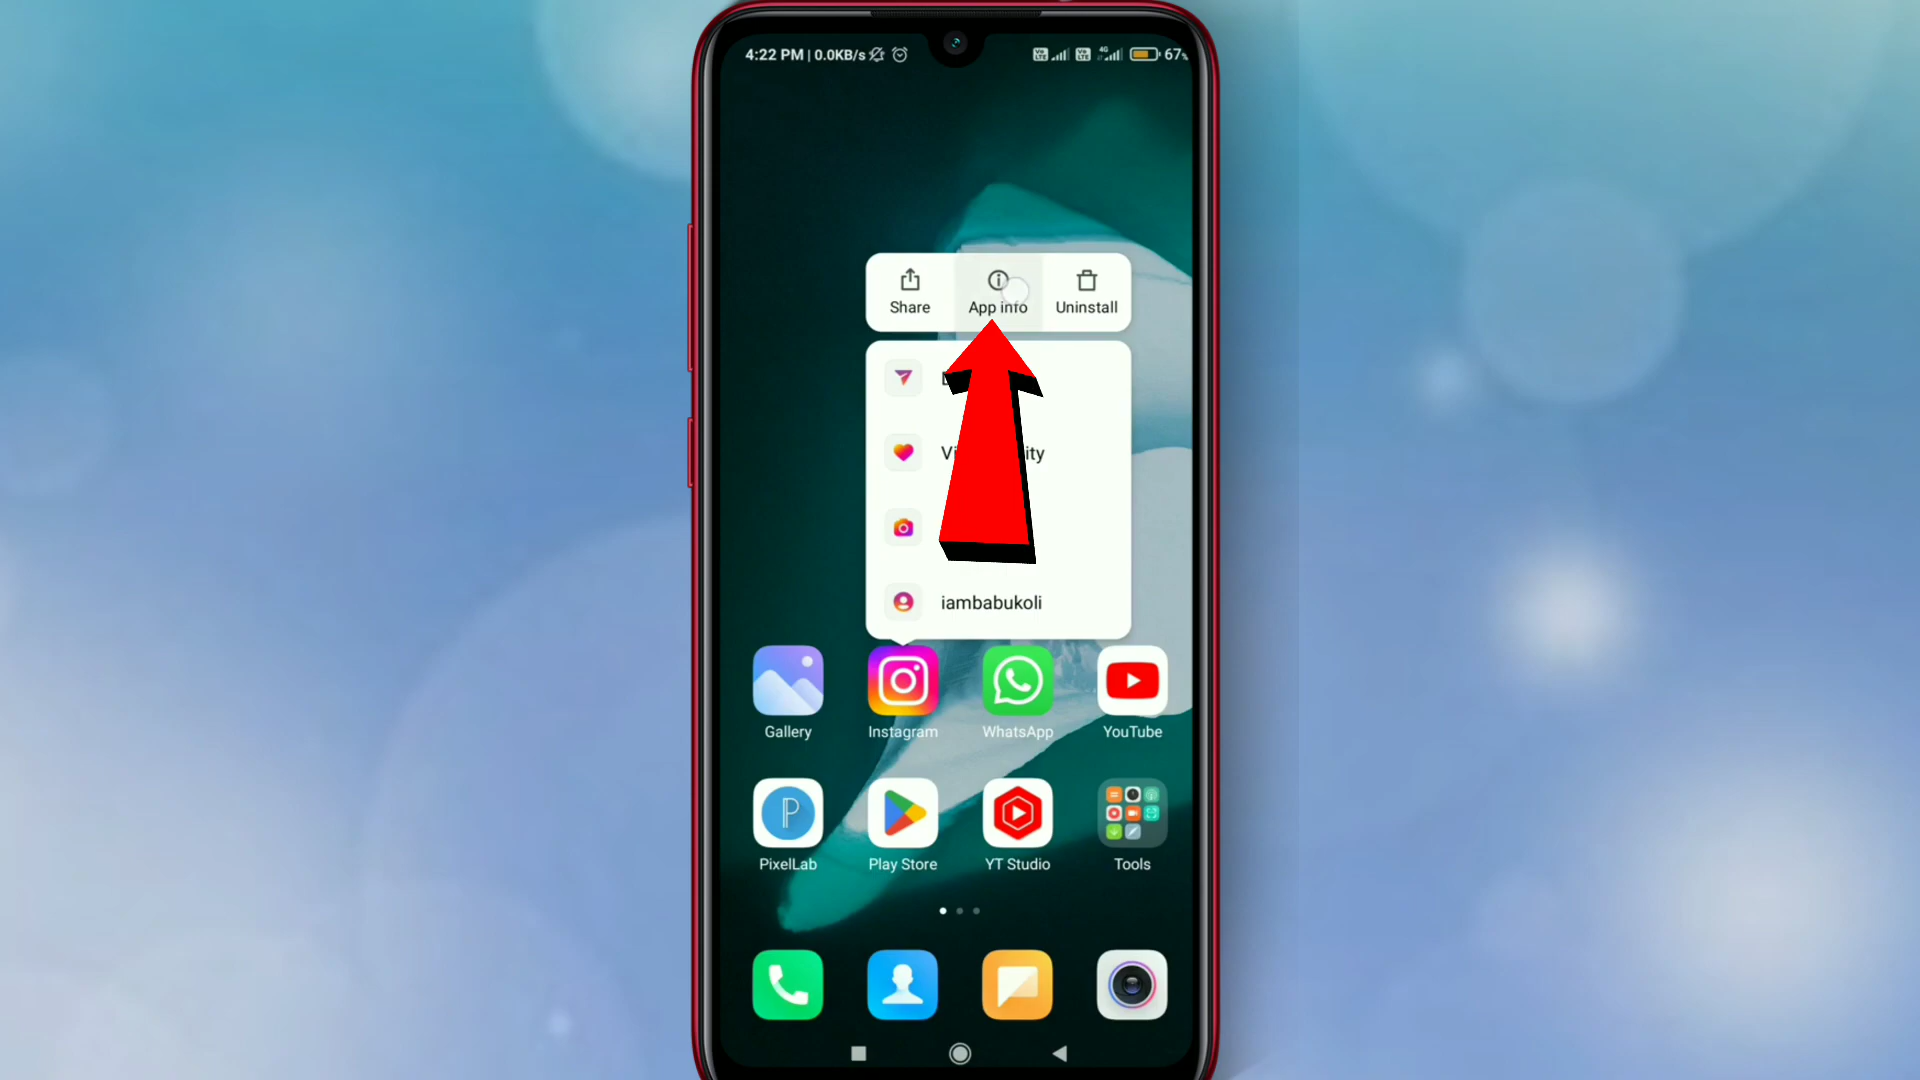 4:22 PM | 0.0KB/s
4G
67%
Share
App info
Uninstall
iambabukoli
Gallery
Instagram
WhatsApp
YouTube
PixelLab
Play Store
YT Studio
Tools